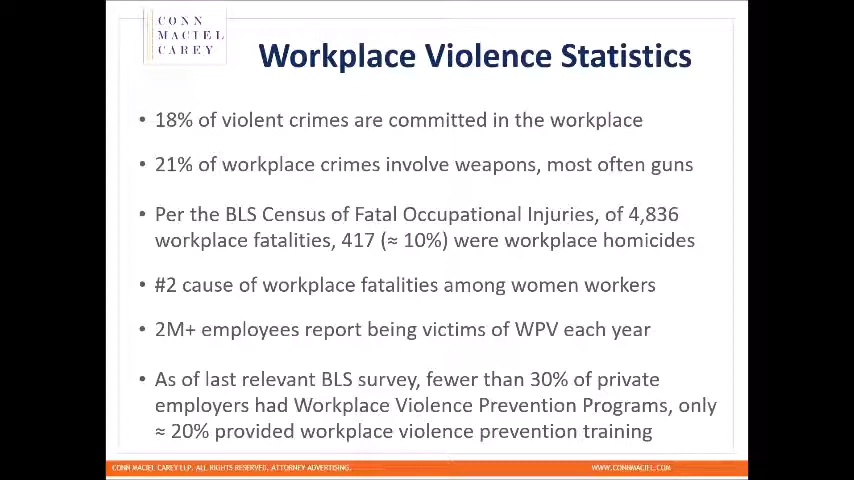 CONN
MACIEL
CAREY
Workplace Violence Statistics
• 18% of violent crimes are committed in the workplace
• 21% of workplace crimes involve weapons, most often guns
• Per the BLS Census of Fatal Occupational Injuries, of 4,836
workplace fatalities, 417 (≈ 10%) were workplace homicides
• #2 cause of workplace fatalities among women workers
• 2M+ employees report being victims of WPV each year
• As of last relevant BLS survey, fewer than 30% of private
employers had Workplace Violence Prevention Programs, only
≈ 20% provided workplace violence prevention training
CONN MACIEL CAREY LLP. ALL RIGHTS RESERVED. ATTORNEY ADVERTISING.
WWW.CONNMACIEL.COM